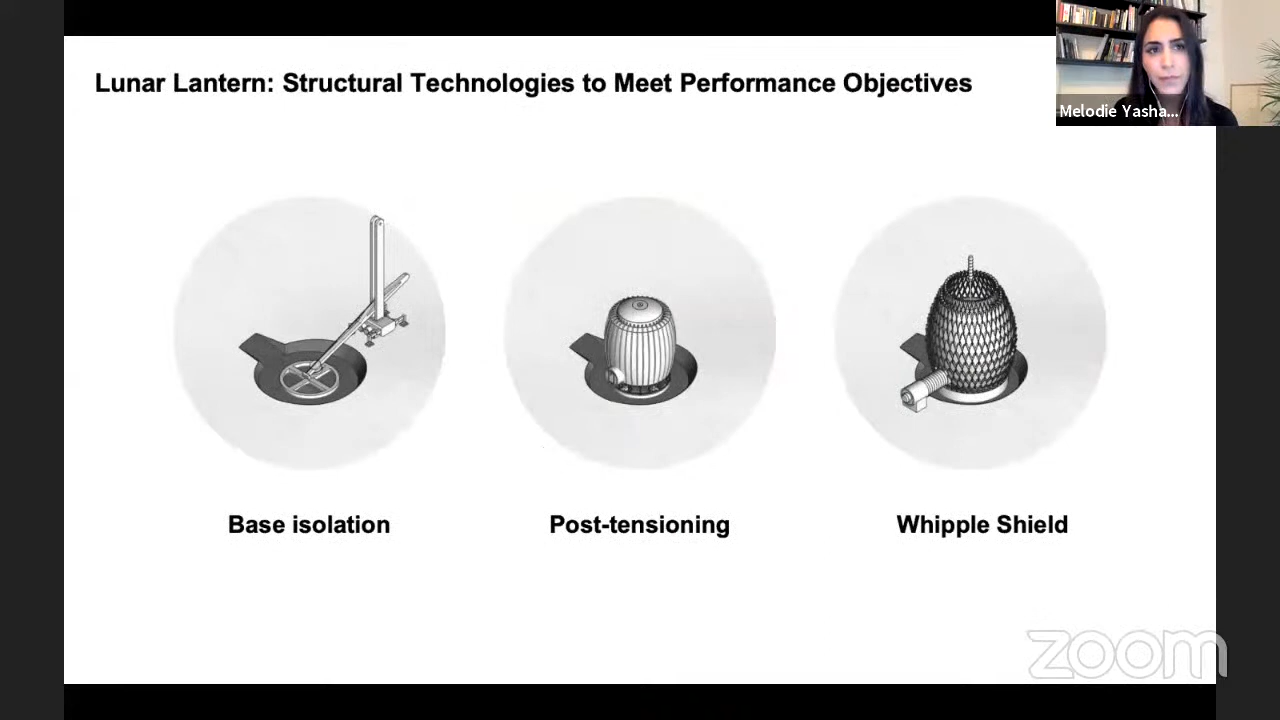 Lunar Lantern: Structural Technologies to Meet Performance Objectives
Melodie Yasha...
Base isolation
Post-tensioning
Whipple Shield
zoom